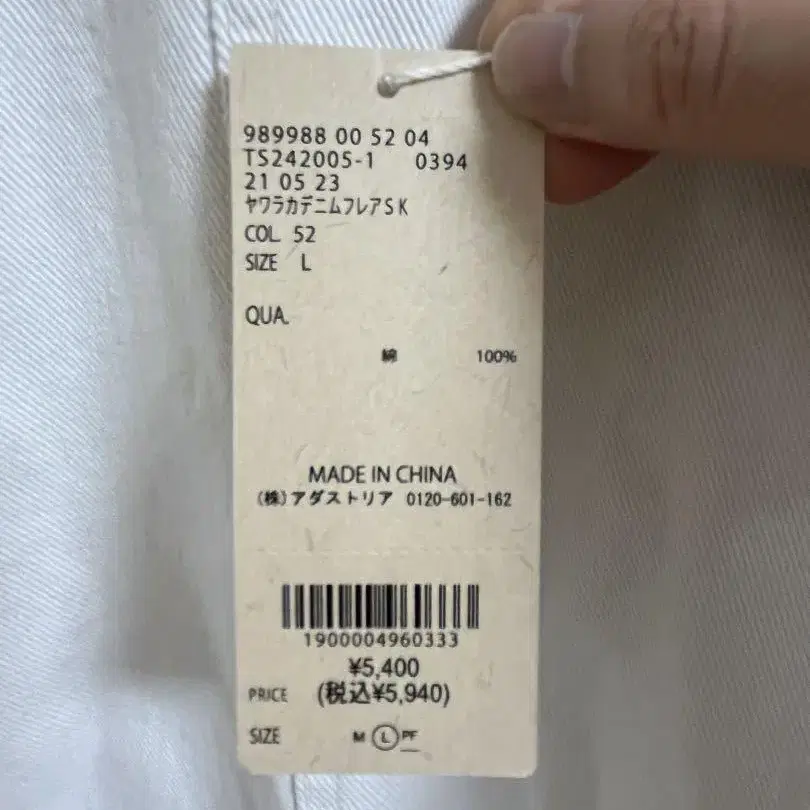 989988 00 52 04
TS242005-1 0394
21 05 23
ヤワラカデニムフレアSK
COL. 52
SIZE L
QUA.
綿 100%
MADE IN CHINA
(株)アダストリア 0120-601-162
1900004960333
¥5,400
PRICE (税込¥5,940)
SIZE M L PF